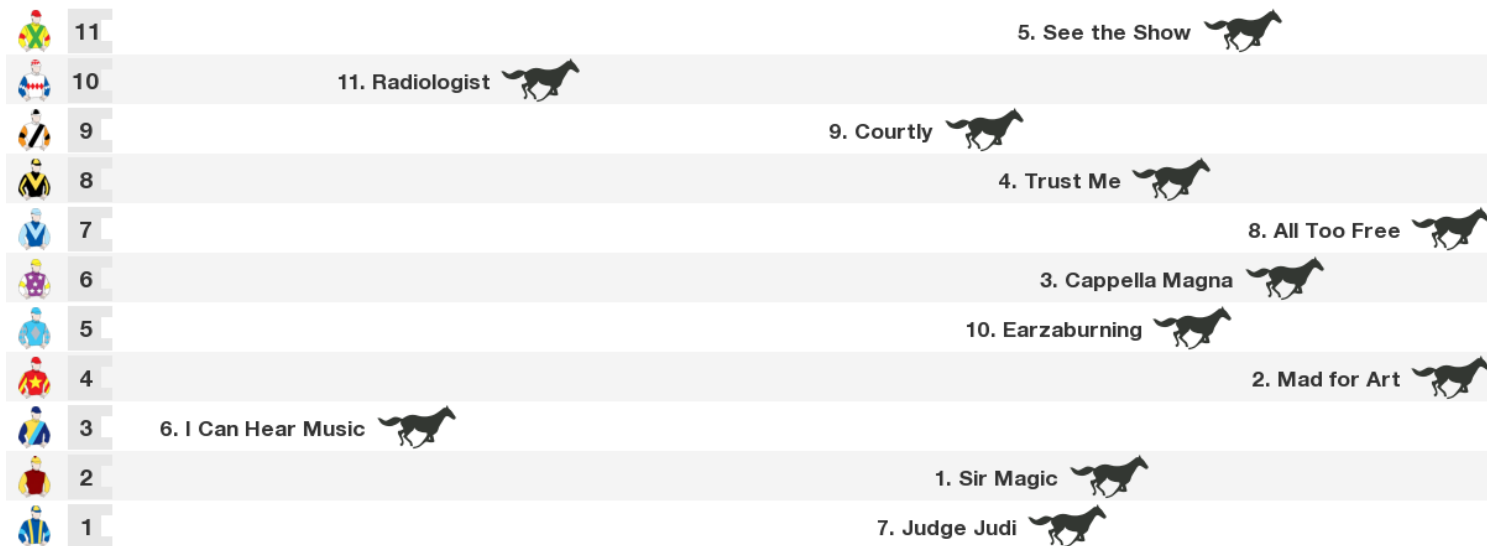 11 5. See the Show
10 11. Radiologist
9 9. Courtly
8 4. Trust Me
7 8. All Too Free
6 3. Cappella Magna
5 10. Earzaburning
4 2. Mad for Art
3 6. I Can Hear Music
2 1. Sir Magic
1 7. Judge Judi